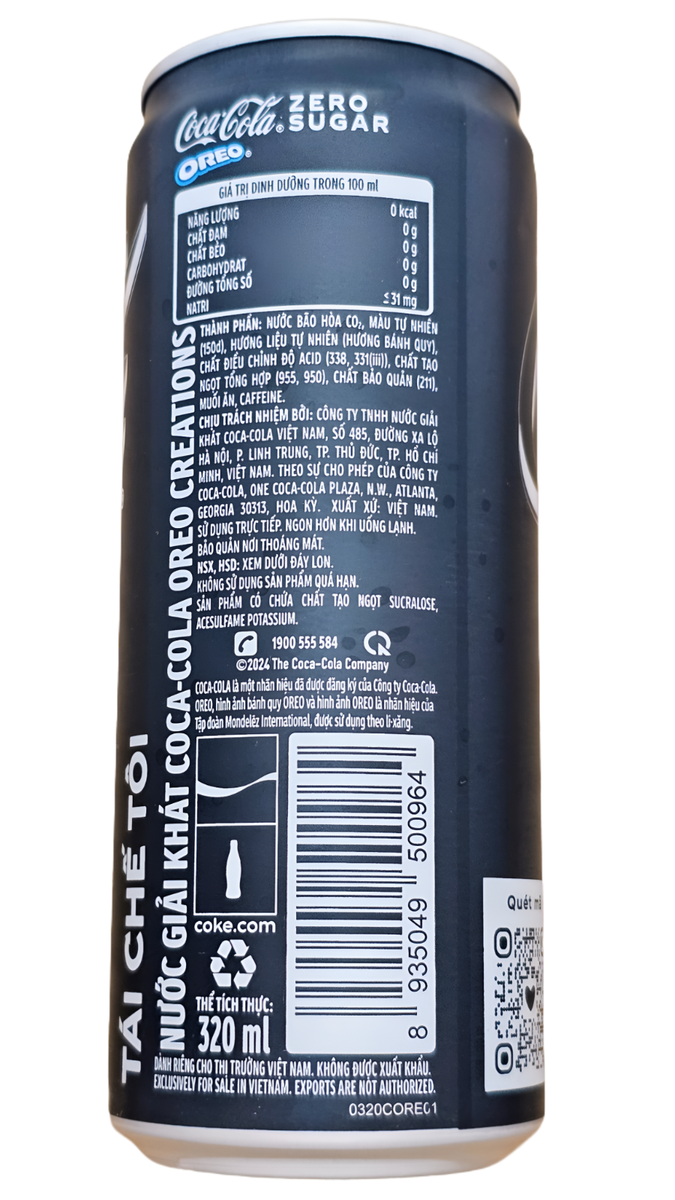 Coca-Cola® ZERO
SUGAR
OREO®
GIÁ TRỊ DINH DƯỠNG TRONG 100 ml
NĂNG LƯỢNG 0 kcal
CHẤT ĐẠM 0 g
CHẤT BÉO 0 g
CARBOHYDRAT 0 g
ĐƯỜNG TỔNG SỐ 0 g
NATRI ≤31 mg
THÀNH PHẦN: NƯỚC BÃO HÒA CO₂, MÀU TỰ NHIÊN
(150d), HƯƠNG LIỆU TỰ NHIÊN (HƯƠNG BÁNH QUY),
CHẤT ĐIỀU CHỈNH ĐỘ ACID (338, 331(iii)), CHẤT TẠO
NGỌT TỔNG HỢP (955, 950), CHẤT BẢO QUẢN (211),
MUỐI ĂN, CAFFEINE.
CHỊU TRÁCH NHIỆM BỞI: CÔNG TY TNHH NƯỚC GIẢI
KHÁT COCA-COLA VIỆT NAM, SỐ 485, ĐƯỜNG XA LỘ
HÀ NỘI, P. LINH TRUNG, TP. THỦ ĐỨC, TP. HỒ CHÍ
MINH, VIỆT NAM. THEO SỰ CHO PHÉP CỦA CÔNG TY
COCA-COLA, ONE COCA-COLA PLAZA, N.W., ATLANTA,
GEORGIA 30313, HOA KỲ. XUẤT XỨ: VIỆT NAM.
SỬ DỤNG TRỰC TIẾP. NGON HƠN KHI UỐNG LẠNH.
BẢO QUẢN NƠI THOÁNG MÁT.
NSX, HSD: XEM DƯỚI ĐÁY LON.
KHÔNG SỬ DỤNG SẢN PHẨM QUÁ HẠN.
SẢN PHẨM CÓ CHỨA CHẤT TẠO NGỌT SUCRALOSE,
ACESULFAME POTASSIUM.
1900 555 584
©2024 The Coca-Cola Company
COCA-COLA là một nhãn hiệu đã được đăng ký của Công ty Coca-Cola.
OREO, hình ảnh bánh quy OREO và hình ảnh OREO là nhãn hiệu của
Tập đoàn Mondelēz International, được sử dụng theo li-xăng.
TÁI CHẾ TÔI
NƯỚC GIẢI KHÁT COCA-COLA OREO CREATIONS
coke.com
THỂ TÍCH THỰC:
320 ml
8 935049 500964
Quét mã
DÀNH RIÊNG CHO THỊ TRƯỜNG VIỆT NAM. KHÔNG ĐƯỢC XUẤT KHẨU.
EXCLUSIVELY FOR SALE IN VIETNAM. EXPORTS ARE NOT AUTHORIZED.
0320CORE01